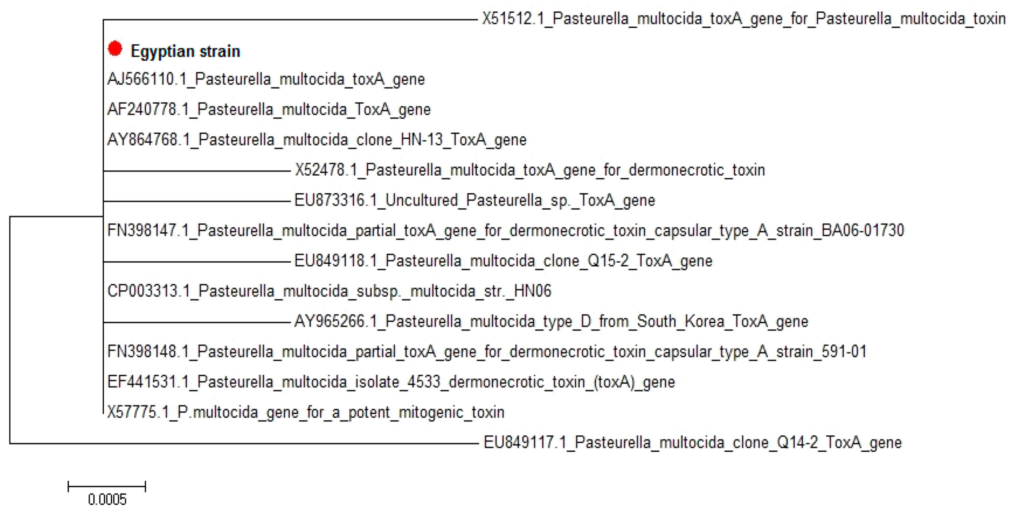 X51512.1_Pasteurella_multocida_toxA_gene_for_Pasteurella_multocida_toxin
Egyptian strain
AJ566110.1_Pasteurella_multocida_toxA_gene
AF240778.1_Pasteurella_multocida_ToxA_gene
AY864768.1_Pasteurella_multocida_clone_HN-13_ToxA_gene
X52478.1_Pasteurella_multocida_toxA_gene_for_dermonecrotic_toxin
EU873316.1_Uncultured_Pasteurella_sp._ToxA_gene
FN398147.1_Pasteurella_multocida_partial_toxA_gene_for_dermonecrotic_toxin_capsular_type_A_strain_BA06-01730
EU849118.1_Pasteurella_multocida_clone_Q15-2_ToxA_gene
CP003313.1_Pasteurella_multocida_subsp._multocida_str._HN06
AY965266.1_Pasteurella_multocida_type_D_from_South_Korea_ToxA_gene
FN398148.1_Pasteurella_multocida_partial_toxA_gene_for_dermonecrotic_toxin_capsular_type_A_strain_591-01
EF441531.1_Pasteurella_multocida_isolate_4533_dermonecrotic_toxin_(toxA)_gene
X57775.1_P.multocida_gene_for_a_potent_mitogenic_toxin
EU849117.1_Pasteurella_multocida_clone_Q14-2_ToxA_gene
0.0005